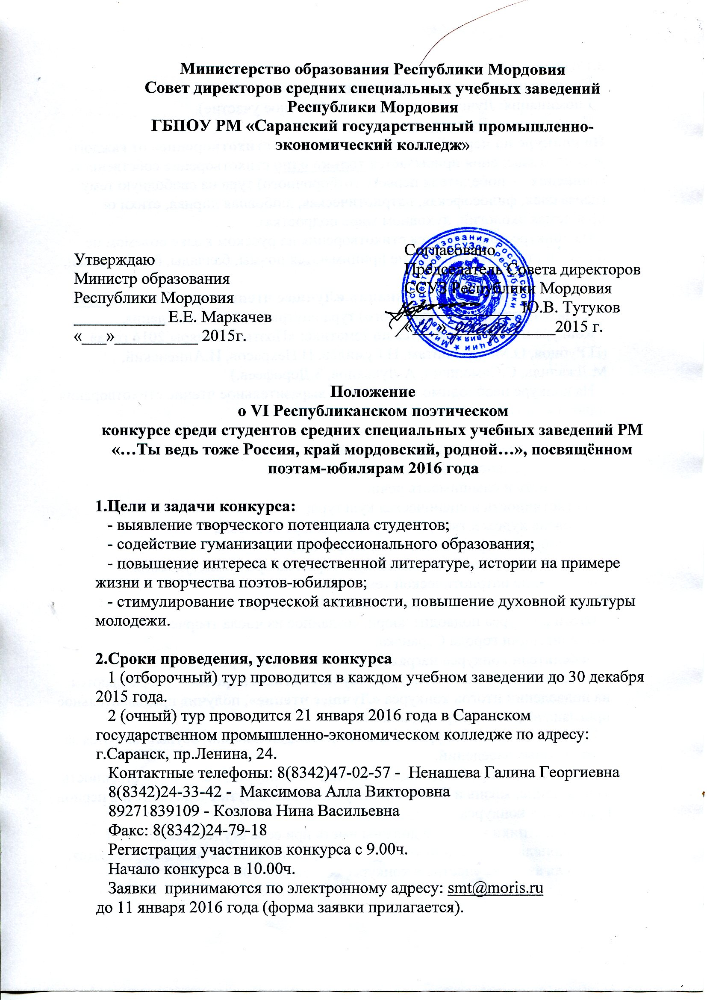 Министерство образования Республики Мордовия
Совет директоров средних специальных учебных заведений
Республики Мордовия
ГБПОУ РМ «Саранский государственный промышленно-
экономический колледж»
Утверждаю
Министр образования
Республики Мордовия
___________ Е.Е. Маркачев
«___»__________ 2015г.
Согласовано
Председатель Совета директоров
ССУЗ Республики Мордовия
______________ Ю.В. Тутуков
«10» декабря 2015 г.
Положение
о VI Республиканском поэтическом
конкурсе среди студентов средних специальных учебных заведений РМ
«…Ты ведь тоже Россия, край мордовский, родной…», посвящённом
поэтам-юбилярам 2016 года
1.Цели и задачи конкурса:
- выявление творческого потенциала студентов;
- содействие гуманизации профессионального образования;
- повышение интереса к отечественной литературе, истории на примере
жизни и творчества поэтов-юбиляров;
- стимулирование творческой активности, повышение духовной культуры
молодежи.
2.Сроки проведения, условия конкурса
1 (отборочный) тур проводится в каждом учебном заведении до 30 декабря
2015 года.
2 (очный) тур проводится 21 января 2016 года в Саранском
государственном промышленно-экономическом колледже по адресу:
г.Саранск, пр.Ленина, 24.
Контактные телефоны: 8(8342)47-02-57 - Ненашева Галина Георгиевна
8(8342)24-33-42 - Максимова Алла Викторовна
89271839109 - Козлова Нина Васильевна
Факс: 8(8342)24-79-18
Регистрация участников конкурса с 9.00ч.
Начало конкурса в 10.00ч.
Заявки принимаются по электронному адресу: smt@moris.ru
до 11 января 2016 года (форма заявки прилагается).